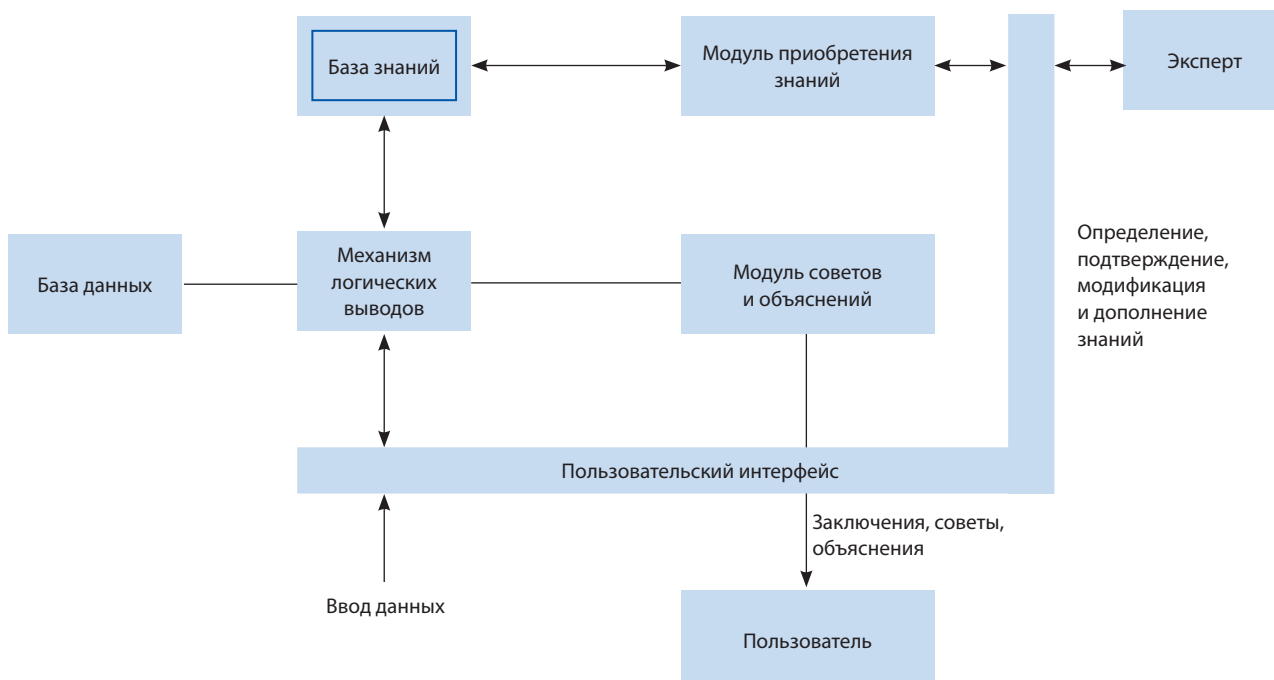 База знаний
Модуль приобретения
знаний
Эксперт
База данных
Механизм
логических
выводов
Модуль советов
и объяснений
Определение,
подтверждение,
модификация
и дополнение
знаний
Пользовательский интерфейс
Заключения, советы,
объяснения
Ввод данных
Пользователь